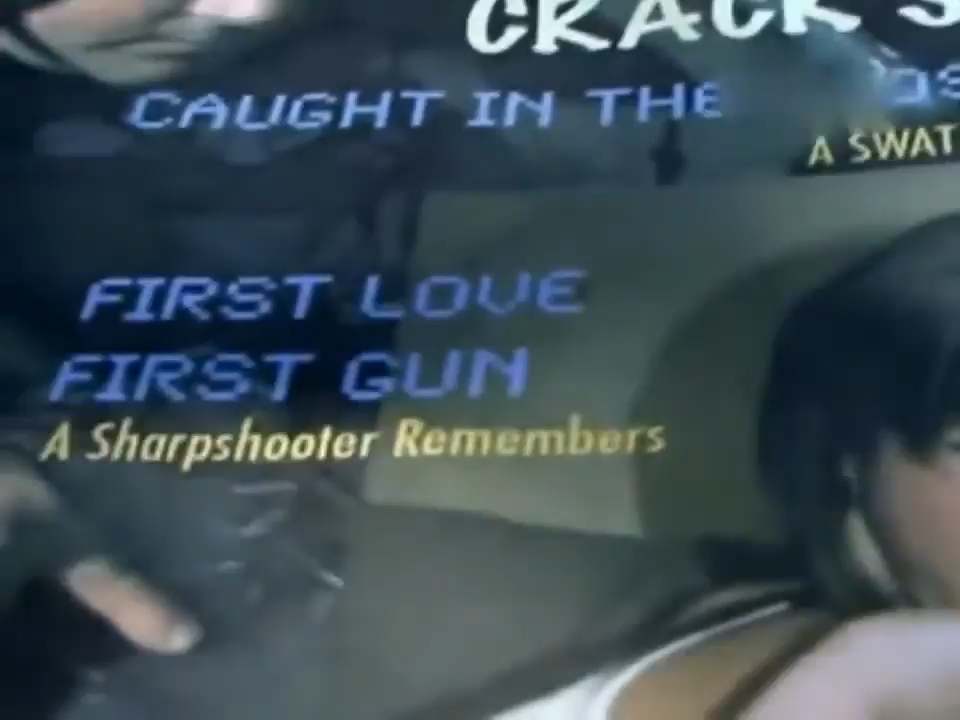 CRACK S
CAUGHT IN THE
A SWAT
FIRST LOVE
FIRST GUN
A Sharpshooter Remembers